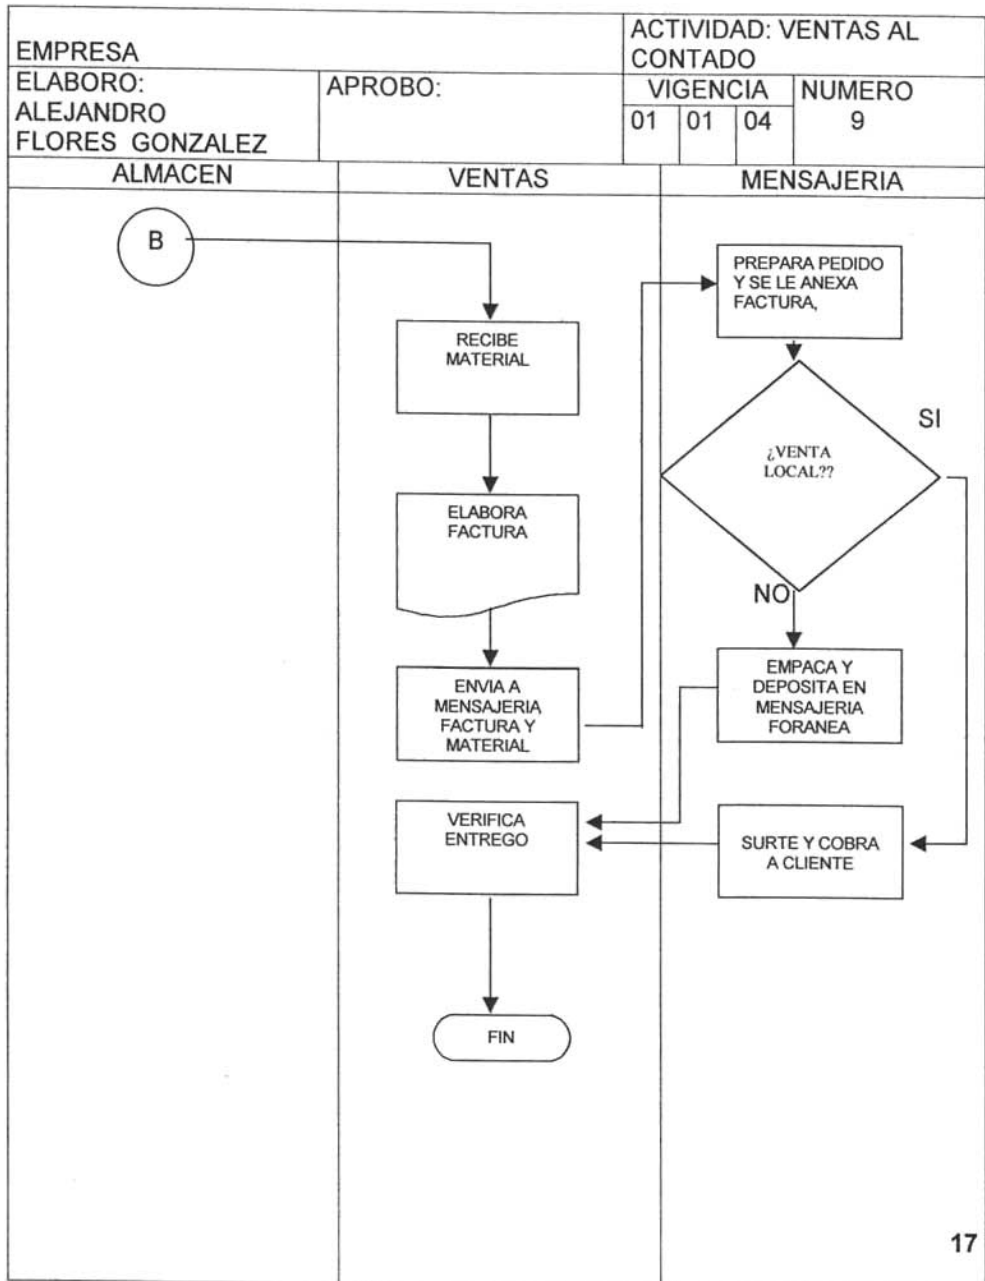 EMPRESA
ACTIVIDAD: VENTAS AL
CONTADO
ELABORO:
ALEJANDRO
FLORES GONZALEZ
APROBO:
VIGENCIA
01 01 04
NUMERO
9
ALMACEN
VENTAS
MENSAJERIA
B
RECIBE
MATERIAL
ELABORA
FACTURA
ENVIA A
MENSAJERIA
FACTURA Y
MATERIAL
PREPARA PEDIDO
Y SE LE ANEXA
FACTURA,
¿VENTA
LOCAL??
SI
NO
EMPACA Y
DEPOSITA EN
MENSAJERIA
FORANEA
SURTE Y COBRA
A CLIENTE
VERIFICA
ENTREGO
FIN
17